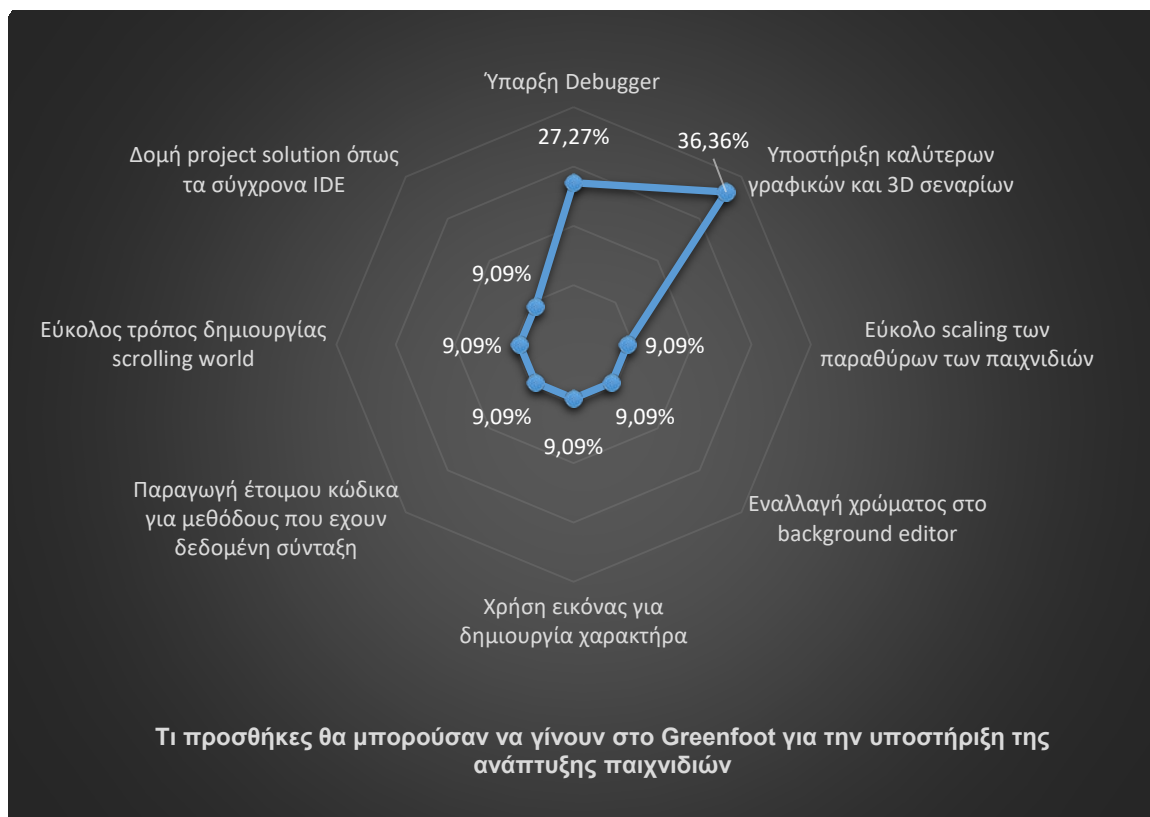 Ύπαρξη Debugger
27,27%
36,36%
Δομή project solution όπως
τα σύγχρονα IDE
Υποστήριξη καλύτερων
γραφικών και 3D σεναρίων
9,09%
Εύκολος τρόπος δημιουργίας
scrolling world
9,09%
9,09%
Εύκολο scaling των
παραθύρων των παιχνιδιών
9,09%
9,09%
9,09%
Παραγωγή έτοιμου κώδικα
για μεθόδους που εχουν
δεδομένη σύνταξη
Εναλλαγή χρώματος στο
background editor
Χρήση εικόνας για
δημιουργία χαρακτήρα
Τι προσθήκες θα μπορούσαν να γίνουν στο Greenfoot για την υποστήριξη της
ανάπτυξης παιχνιδιών